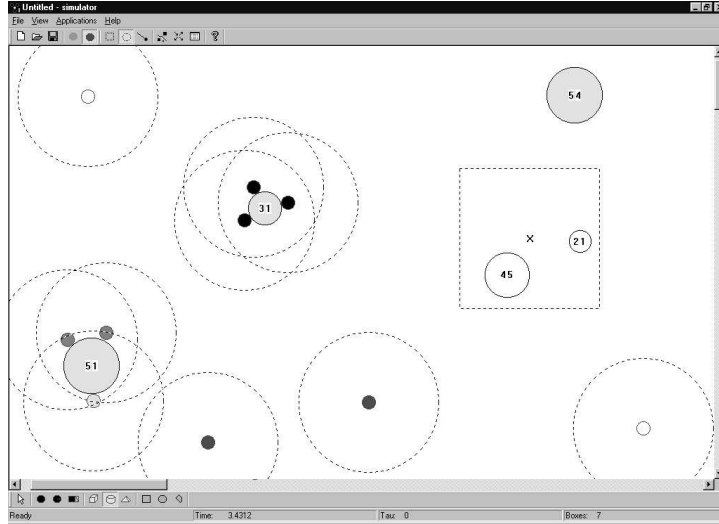 Untitled - simulator
File View Applications Help
54
31
21
45
51
Ready Time: 3.4312 Tau: 0 Boxes: 7